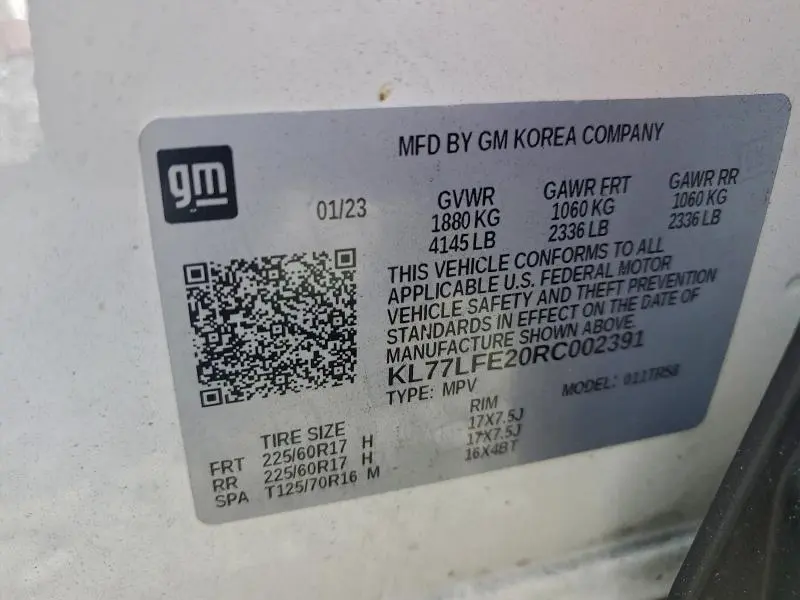 MFD BY GM KOREA COMPANY
gm
01/23
GVWR GAWR FRT GAWR RR
1880 KG 1060 KG 1060 KG
4145 LB 2336 LB 2336 LB
THIS VEHICLE CONFORMS TO ALL
APPLICABLE U.S. FEDERAL MOTOR
VEHICLE SAFETY AND THEFT PREVENTION
STANDARDS IN EFFECT ON THE DATE OF
MANUFACTURE SHOWN ABOVE.
KL77LFE20RC002391
TYPE: MPV MODEL: 011TR58
TIRE SIZE RIM
FRT 225/60R17 H 17X7.5J
RR 225/60R17 H 17X7.5J
SPA T125/70R16 M 16X4BT